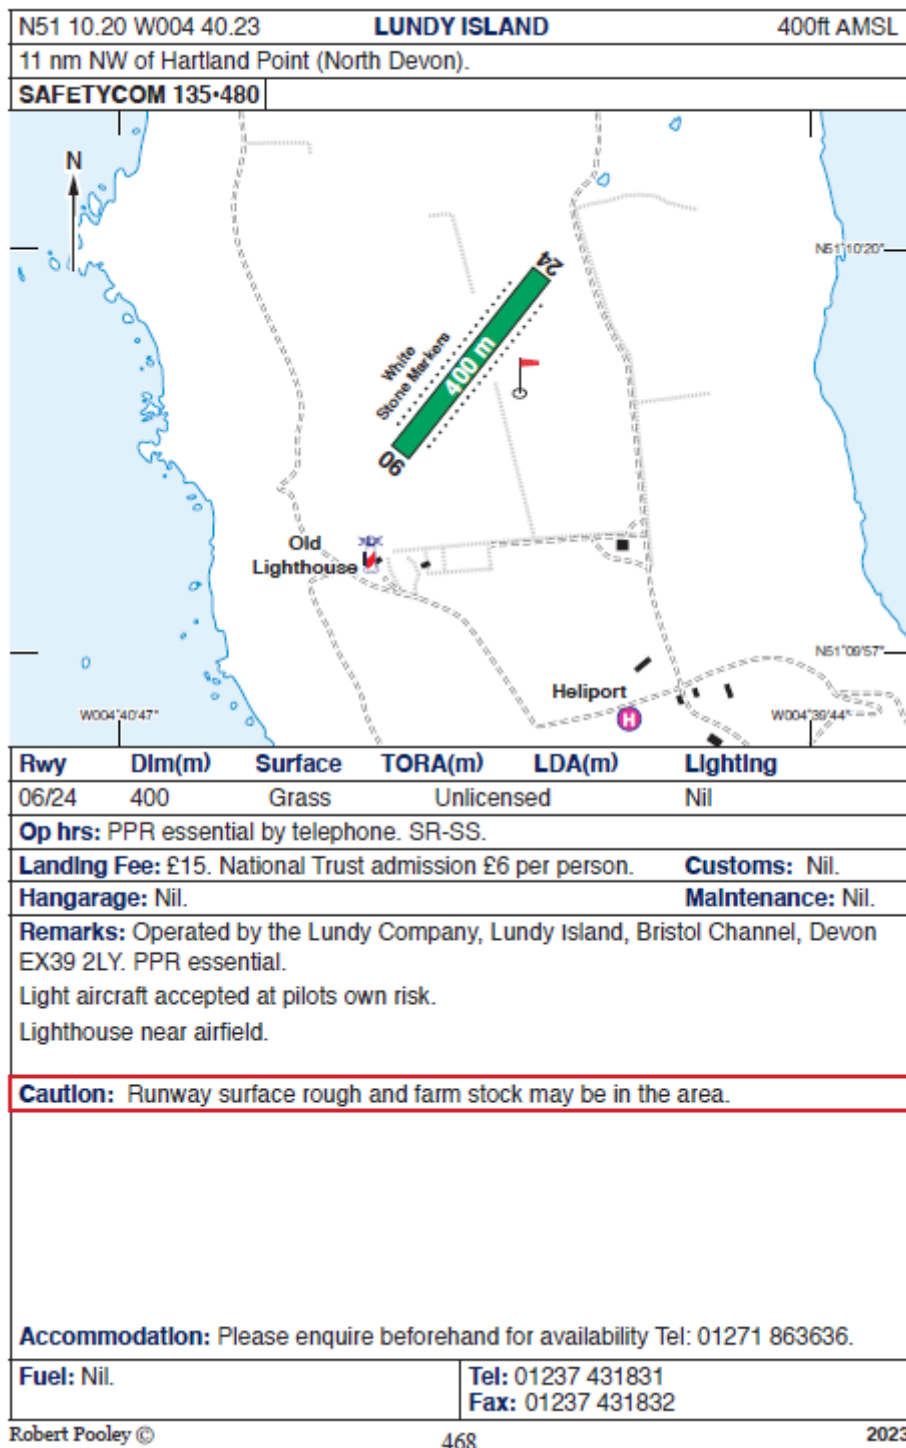 N51 10.20 W004 40.23 LUNDY ISLAND 400ft AMSL
11 nm NW of Hartland Point (North Devon).
SAFETYCOM 135•480
N
N51°10'20"
24
White
Stone Markers
400 m
06
Old
Lighthouse
N51°09'57"
Heliport
H
W004°40'47"
W004°39'44"
Rwy Dim(m) Surface TORA(m) LDA(m) Lighting
06/24 400 Grass Unlicensed Nil
Op hrs: PPR essential by telephone. SR-SS.
Landing Fee: £15. National Trust admission £6 per person. Customs: Nil.
Hangarage: Nil. Maintenance: Nil.
Remarks: Operated by the Lundy Company, Lundy Island, Bristol Channel, Devon
EX39 2LY. PPR essential.
Light aircraft accepted at pilots own risk.
Lighthouse near airfield.
Caution: Runway surface rough and farm stock may be in the area.
Accommodation: Please enquire beforehand for availability Tel: 01271 863636.
Fuel: Nil. Tel: 01237 431831
Fax: 01237 431832
Robert Pooley © 468 2023